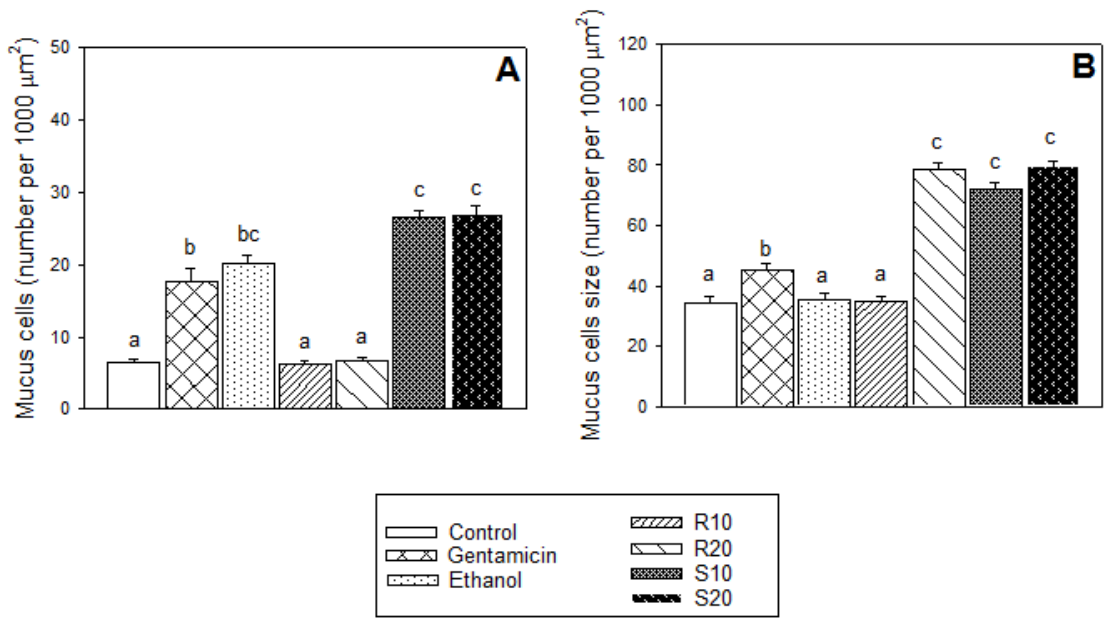 Mucus cells (number per 1000 µm²)
50
40
30
20
10
0
A
a
b
bc
a
a
c
c
Mucus cells size (number per 1000 µm²)
120
100
80
60
40
20
0
B
a
b
a
a
c
c
c
Control
Gentamicin
Ethanol
R10
R20
S10
S20